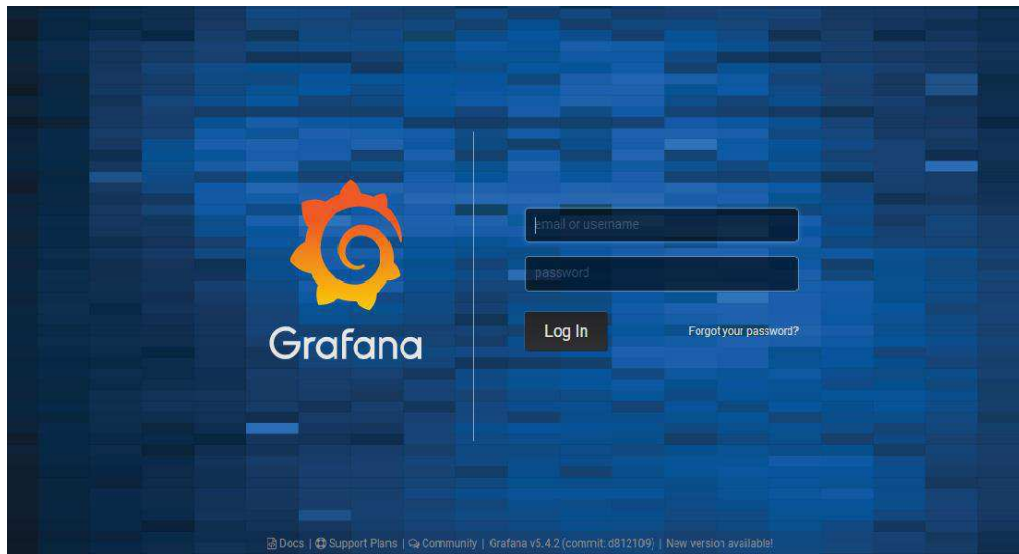 email or username
password
Grafana
Log In
Forgot your password?
Docs | Support Plans | Community | Grafana v5.4.2 (commit: d812109) | New version available!